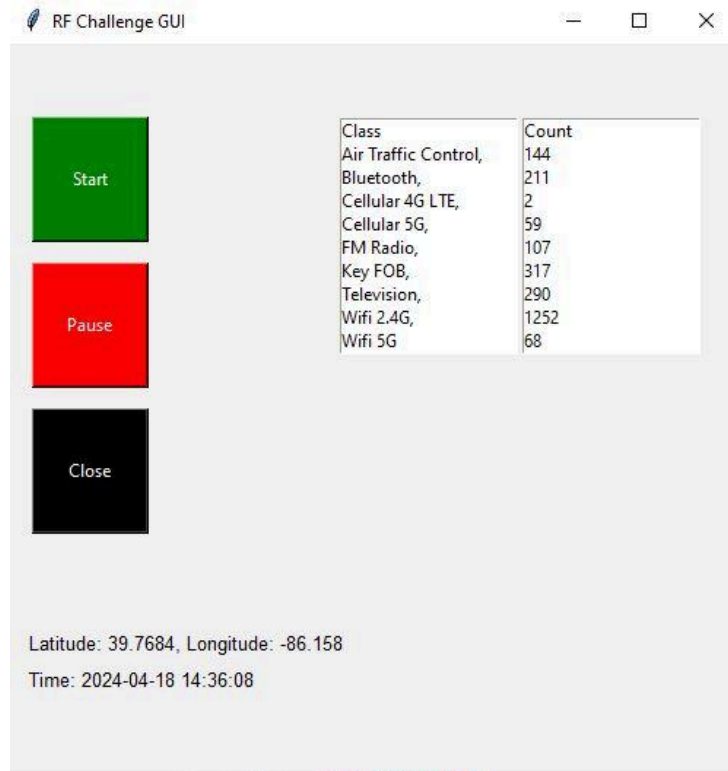 RF Challenge GUI
Start
Pause
Close
Class Count
Air Traffic Control, 144
Bluetooth, 211
Cellular 4G LTE, 2
Cellular 5G, 59
FM Radio, 107
Key FOB, 317
Television, 290
Wifi 2.4G, 1252
Wifi 5G 68
Latitude: 39.7684, Longitude: -86.158
Time: 2024-04-18 14:36:08